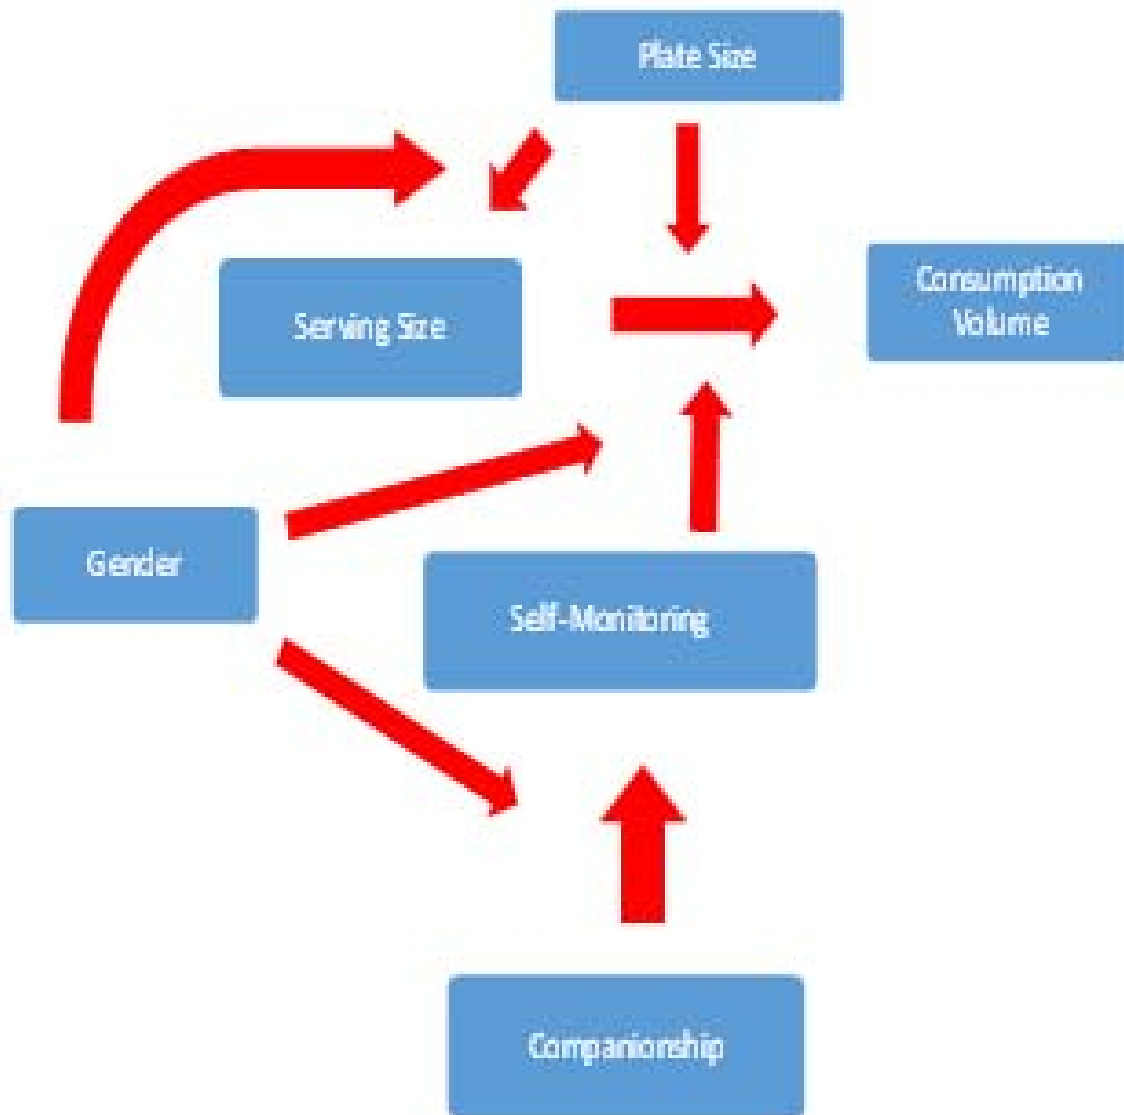 Plate Size
Consumption
Volume
Serving Size
Gender
Self-Monitoring
Companionship